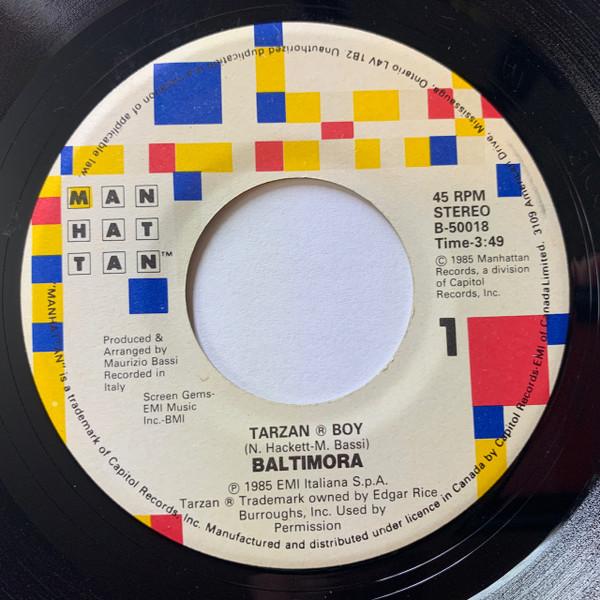 MAN
HAT
TAN™
45 RPM
STEREO
B-50018
Time-3:49
© 1985 Manhattan
Records, a division
of Capitol
Records, Inc.
1
Produced &
Arranged by
Maurizio Bassi
Recorded in
Italy
Screen Gems-
EMI Music
Inc.-BMI
TARZAN ® BOY
(N. Hackett-M. Bassi)
BALTIMORA
℗ 1985 EMI Italiana S.p.A.
Tarzan ® Trademark owned by Edgar Rice
Burroughs, Inc. Used by
Permission
"MANHATTAN" is a trademark of Capitol Records, Inc. Manufactured and distributed under licence in Canada by Capitol Records-EMI of Canada Limited. 3109 American Drive, Mississauga, Ontario L4V 1B2. Unauthorized duplication is a violation of applicable law.